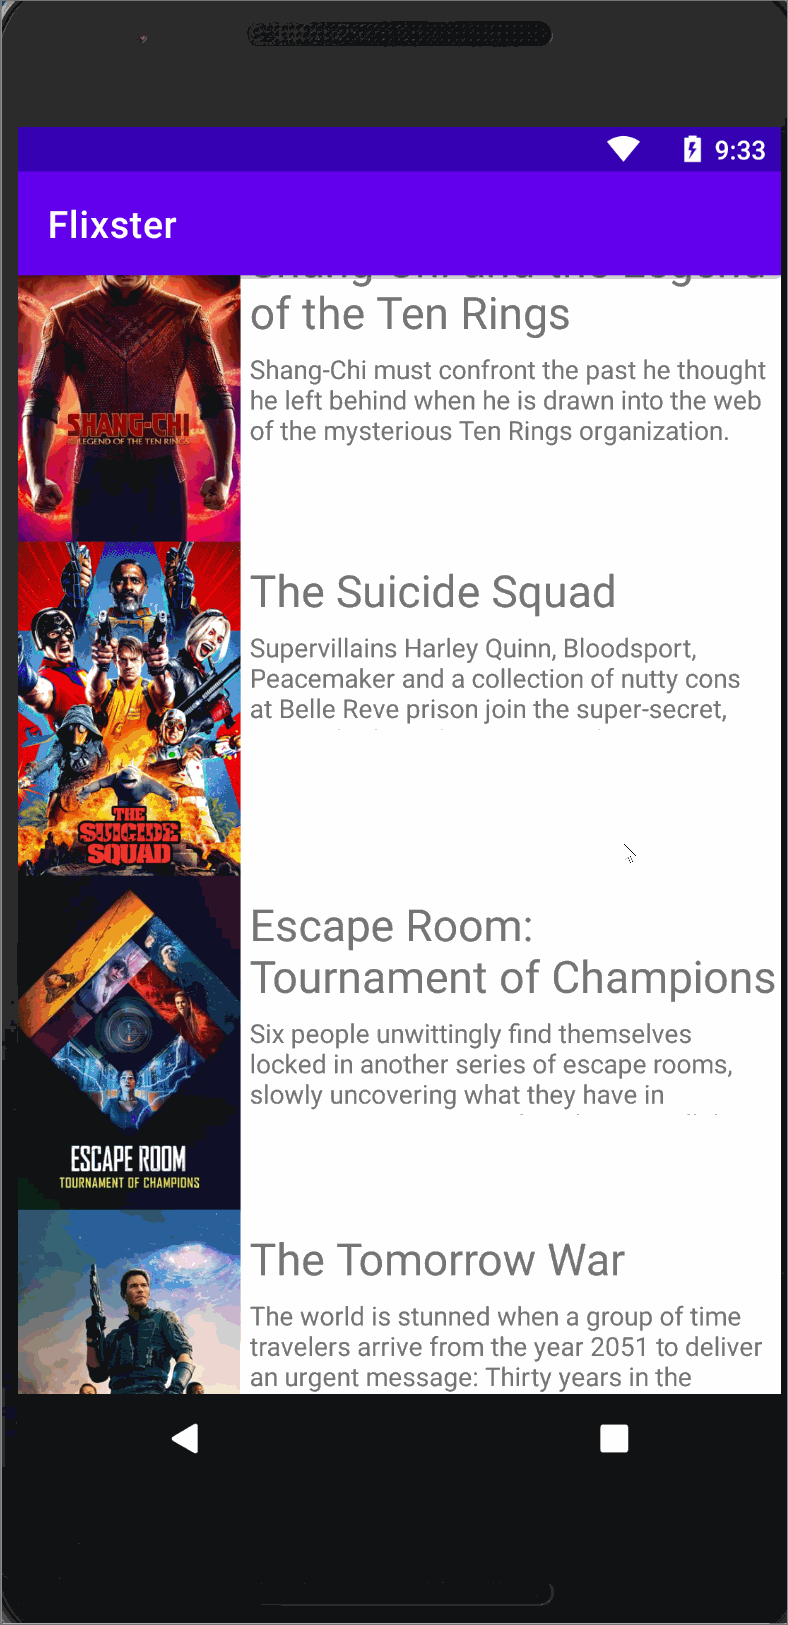 9:33
Flixster
Shang-Chi and the Legend
of the Ten Rings
Shang-Chi must confront the past he thought
he left behind when he is drawn into the web
of the mysterious Ten Rings organization.
SHANG-CHI
LEGEND OF THE TEN RINGS
The Suicide Squad
Supervillains Harley Quinn, Bloodsport,
Peacemaker and a collection of nutty cons
at Belle Reve prison join the super-secret,
THE
SUICIDE
SQUAD
Escape Room:
Tournament of Champions
Six people unwittingly find themselves
locked in another series of escape rooms,
slowly uncovering what they have in
ESCAPE ROOM
TOURNAMENT OF CHAMPIONS
The Tomorrow War
The world is stunned when a group of time
travelers arrive from the year 2051 to deliver
an urgent message: Thirty years in the